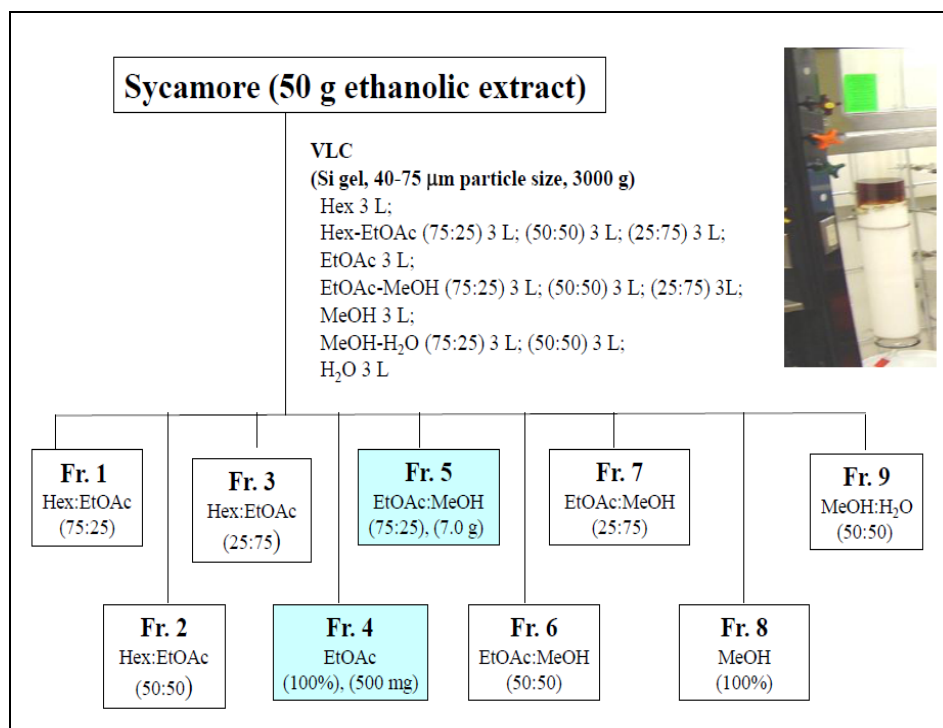 Sycamore (50 g ethanolic extract)
VLC
(Si gel, 40-75 μm particle size, 3000 g)
Hex 3 L;
Hex-EtOAc (75:25) 3 L; (50:50) 3 L; (25:75) 3 L;
EtOAc 3 L;
EtOAc-MeOH (75:25) 3 L; (50:50) 3 L; (25:75) 3L;
MeOH 3 L;
MeOH-H₂O (75:25) 3 L; (50:50) 3 L;
H₂O 3 L
Fr. 1
Hex:EtOAc
(75:25)
Fr. 3
Hex:EtOAc
(25:75)
Fr. 5
EtOAc:MeOH
(75:25), (7.0 g)
Fr. 7
EtOAc:MeOH
(25:75)
Fr. 9
MeOH:H₂O
(50:50)
Fr. 2
Hex:EtOAc
(50:50)
Fr. 4
EtOAc
(100%), (500 mg)
Fr. 6
EtOAc:MeOH
(50:50)
Fr. 8
MeOH
(100%)